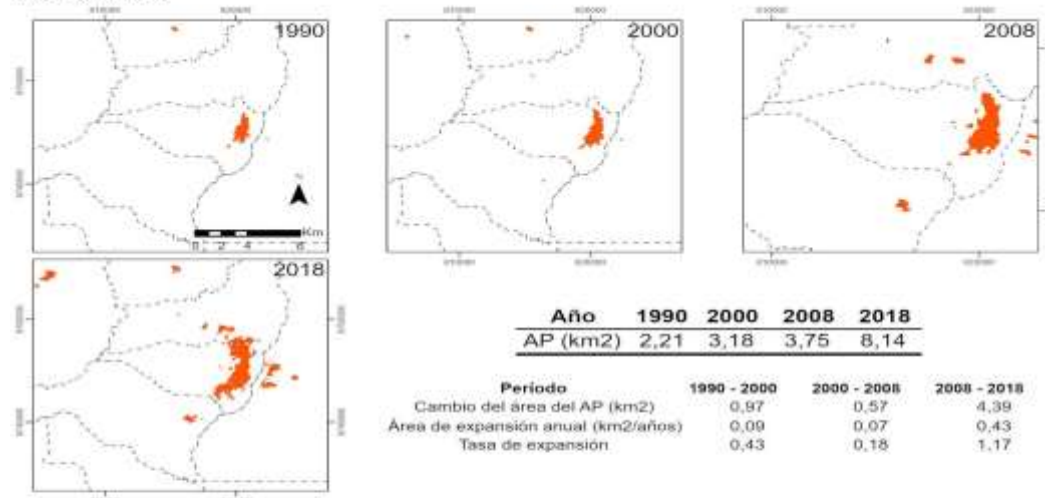 1990
2000
2008
Km
0 2 4 6
2018
Año 1990 2000 2008 2018
AP (km2) 2,21 3,18 3,75 8,14
Período 1990 - 2000 2000 - 2008 2008 - 2018
Cambio del área del AP (km2) 0,97 0,57 4,39
Área de expansión anual (km2/años) 0,09 0,07 0,43
Tasa de expansión 0,43 0,18 1,17